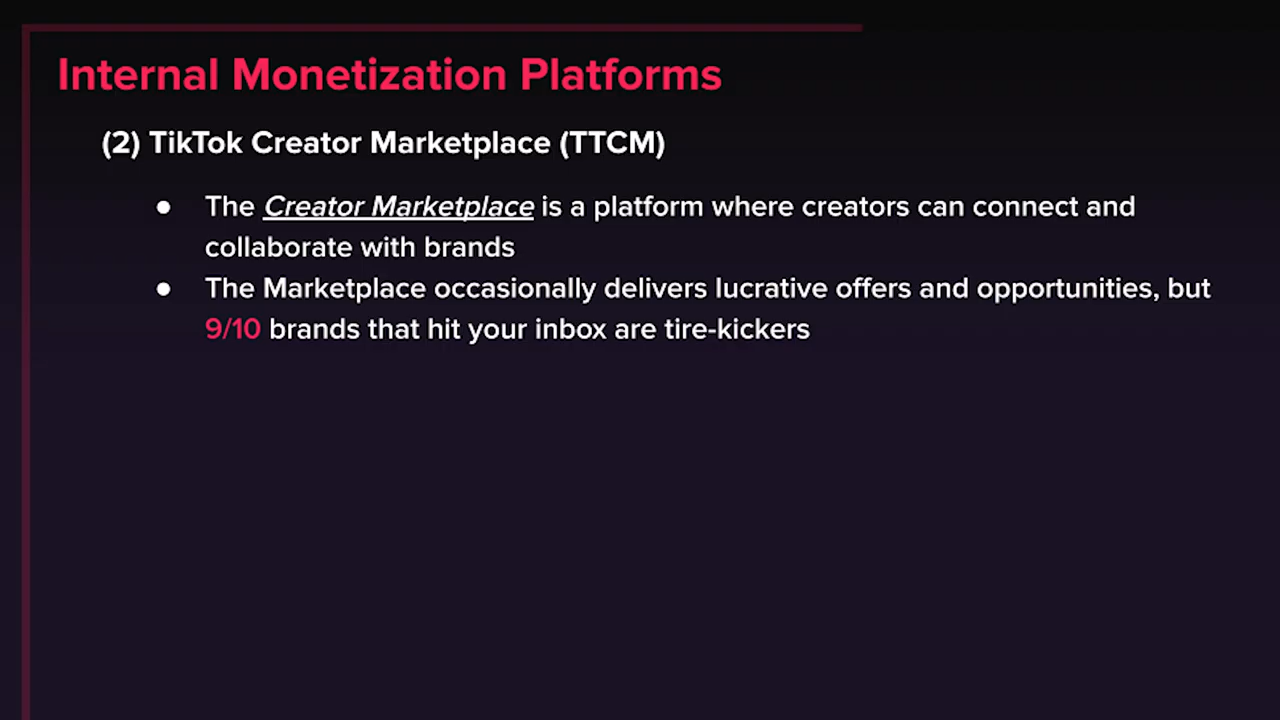 Internal Monetization Platforms
(2) TikTok Creator Marketplace (TTCM)
● The Creator Marketplace is a platform where creators can connect and
collaborate with brands
● The Marketplace occasionally delivers lucrative offers and opportunities, but
9/10 brands that hit your inbox are tire-kickers